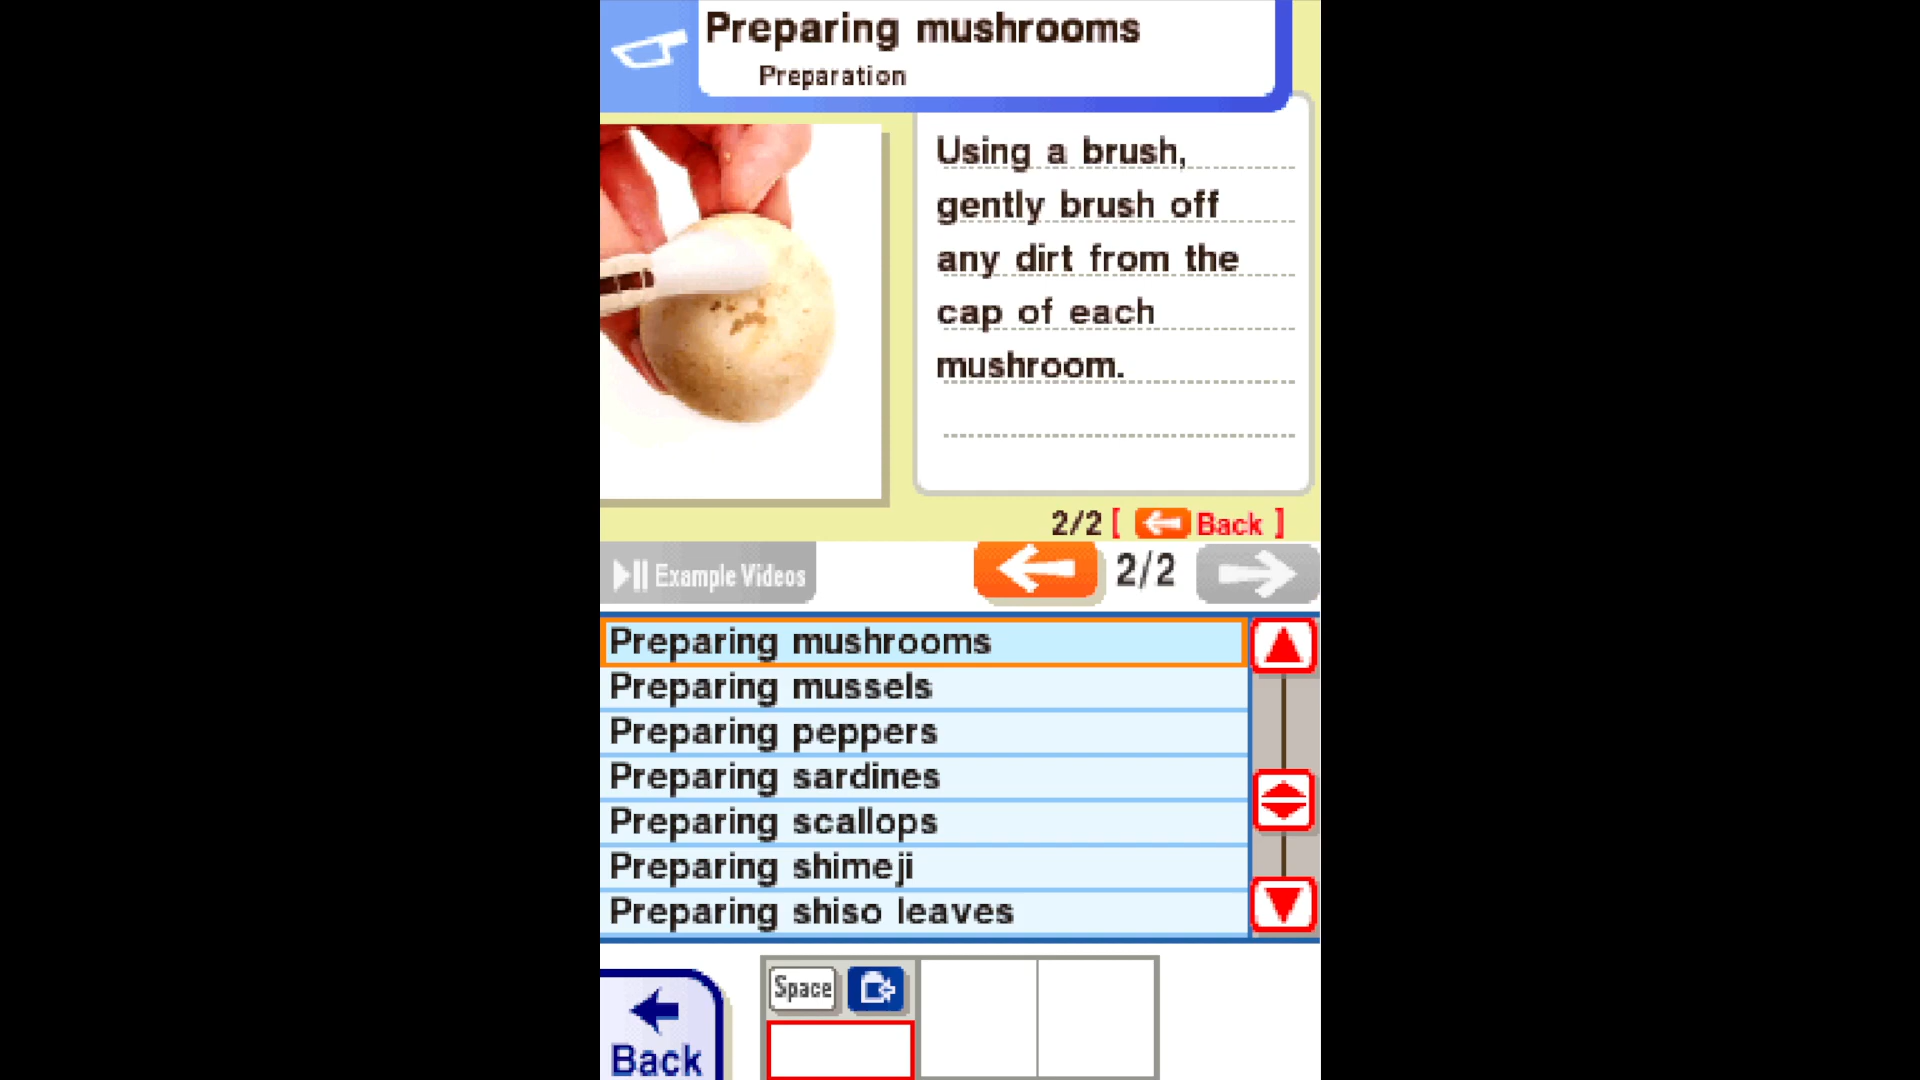 Preparing mushrooms
Preparation
Using a brush,
gently brush off
any dirt from the
cap of each
mushroom.
2/2 [ Back ]
Example Videos
2/2
Preparing mushrooms
Preparing mussels
Preparing peppers
Preparing sardines
Preparing scallops
Preparing shimeji
Preparing shiso leaves
Space
Back